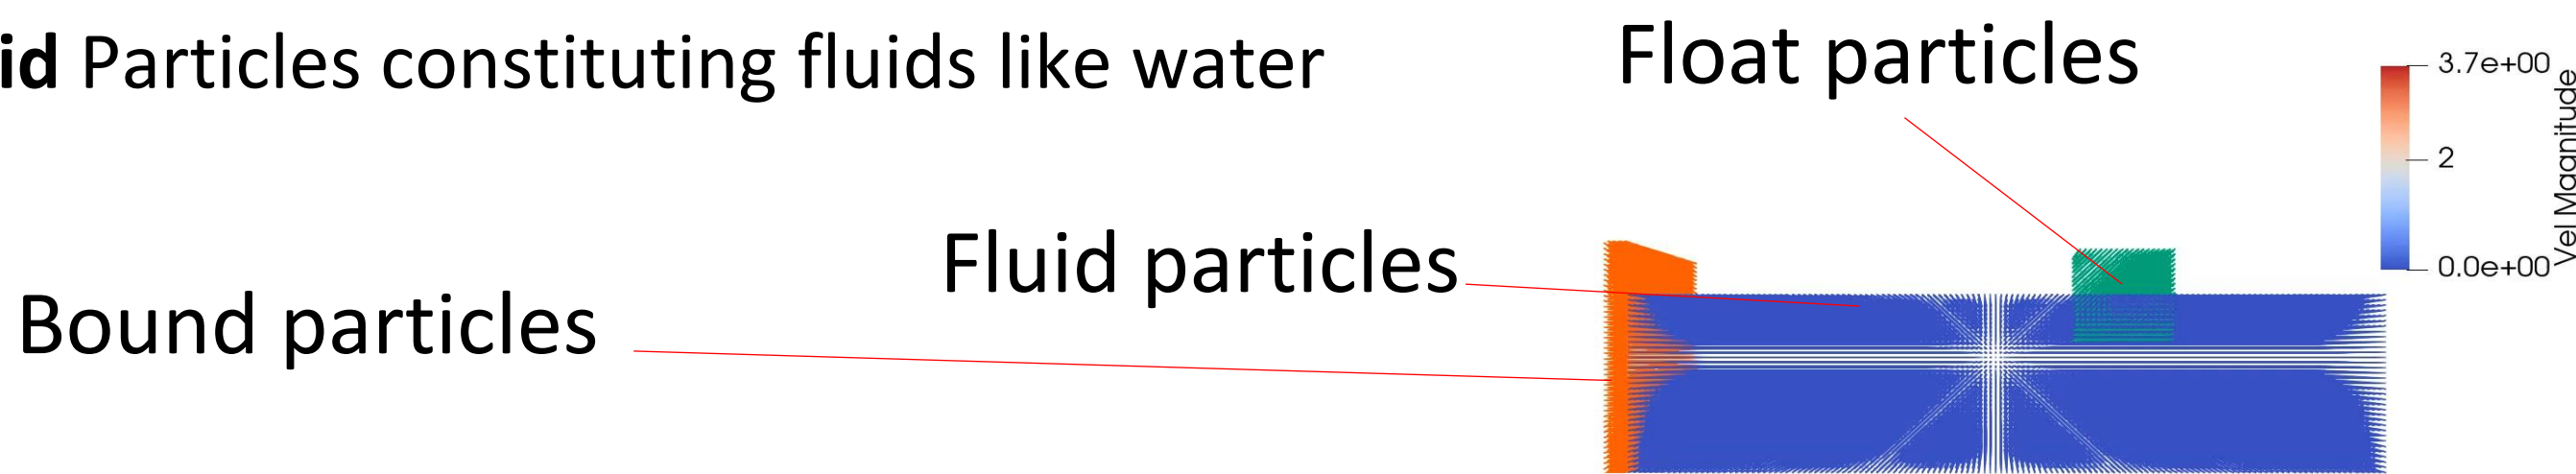 id Particles constituting fluids like water
Float particles
3.7e+00
2
0.0e+00
Vel Magnitude
Fluid particles
Bound particles